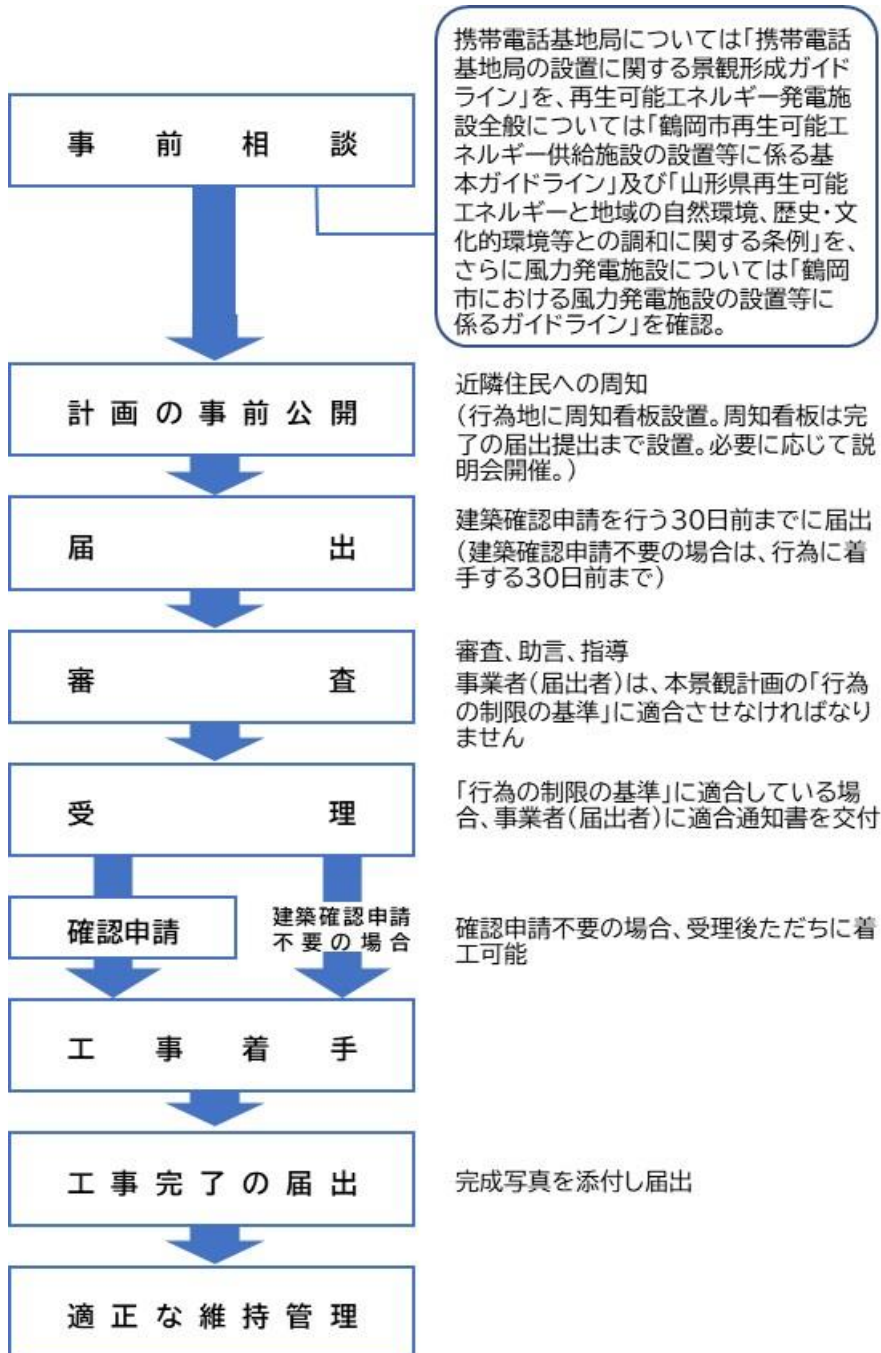 事前相談
携帯電話基地局については「携帯電話
基地局の設置に関する景観形成ガイド
ライン」を、再生可能エネルギー発電施
設全般については「鶴岡市再生可能エ
ネルギー供給施設の設置等に係る基
本ガイドライン」及び「山形県再生可能
エネルギーと地域の自然環境、歴史・文
化的環境等との調和に関する条例」を、
さらに風力発電施設については「鶴岡
市における風力発電施設の設置等に
係るガイドライン」を確認。
計画の事前公開
近隣住民への周知
(行為地に周知看板設置。周知看板は完
了の届出提出まで設置。必要に応じて説
明会開催。)
届出
建築確認申請を行う30日前までに届出
(建築確認申請不要の場合は、行為に着
手する30日前まで)
審査
審査、助言、指導
事業者(届出者)は、本景観計画の「行為
の制限の基準」に適合させなければなり
ません
受理
「行為の制限の基準」に適合している場
合、事業者(届出者)に適合通知書を交付
確認申請
建築確認申請
不要の場合
確認申請不要の場合、受理後ただちに着
工可能
工事着手
工事完了の届出
完成写真を添付し届出
適正な維持管理